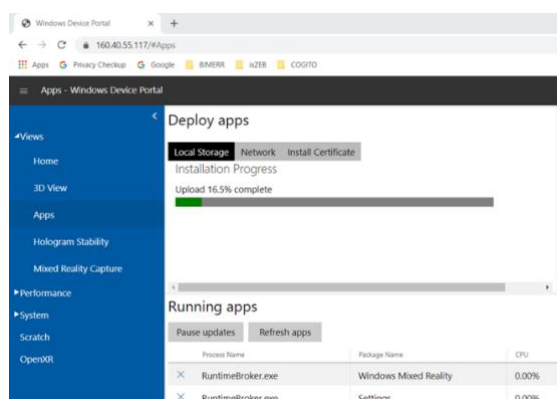 Windows Device Portal
160.40.55.117/#Apps
Apps Privacy Checkup Google BIMERR COGITO
Apps - Windows Device Portal
Views
Home
3D View
Apps
Hologram Stability
Mixed Reality Capture
Performance
System
Scratch
OpenXR
Deploy apps
Local Storage Network Install Certificate
Installation Progress
Upload 16.5% complete
Running apps
Pause updates Refresh apps
Process Name Package Name CPU
RuntimeBroker.exe Windows Mixed Reality 0.00%
RuntimeBroker.exe Settings 0.00%